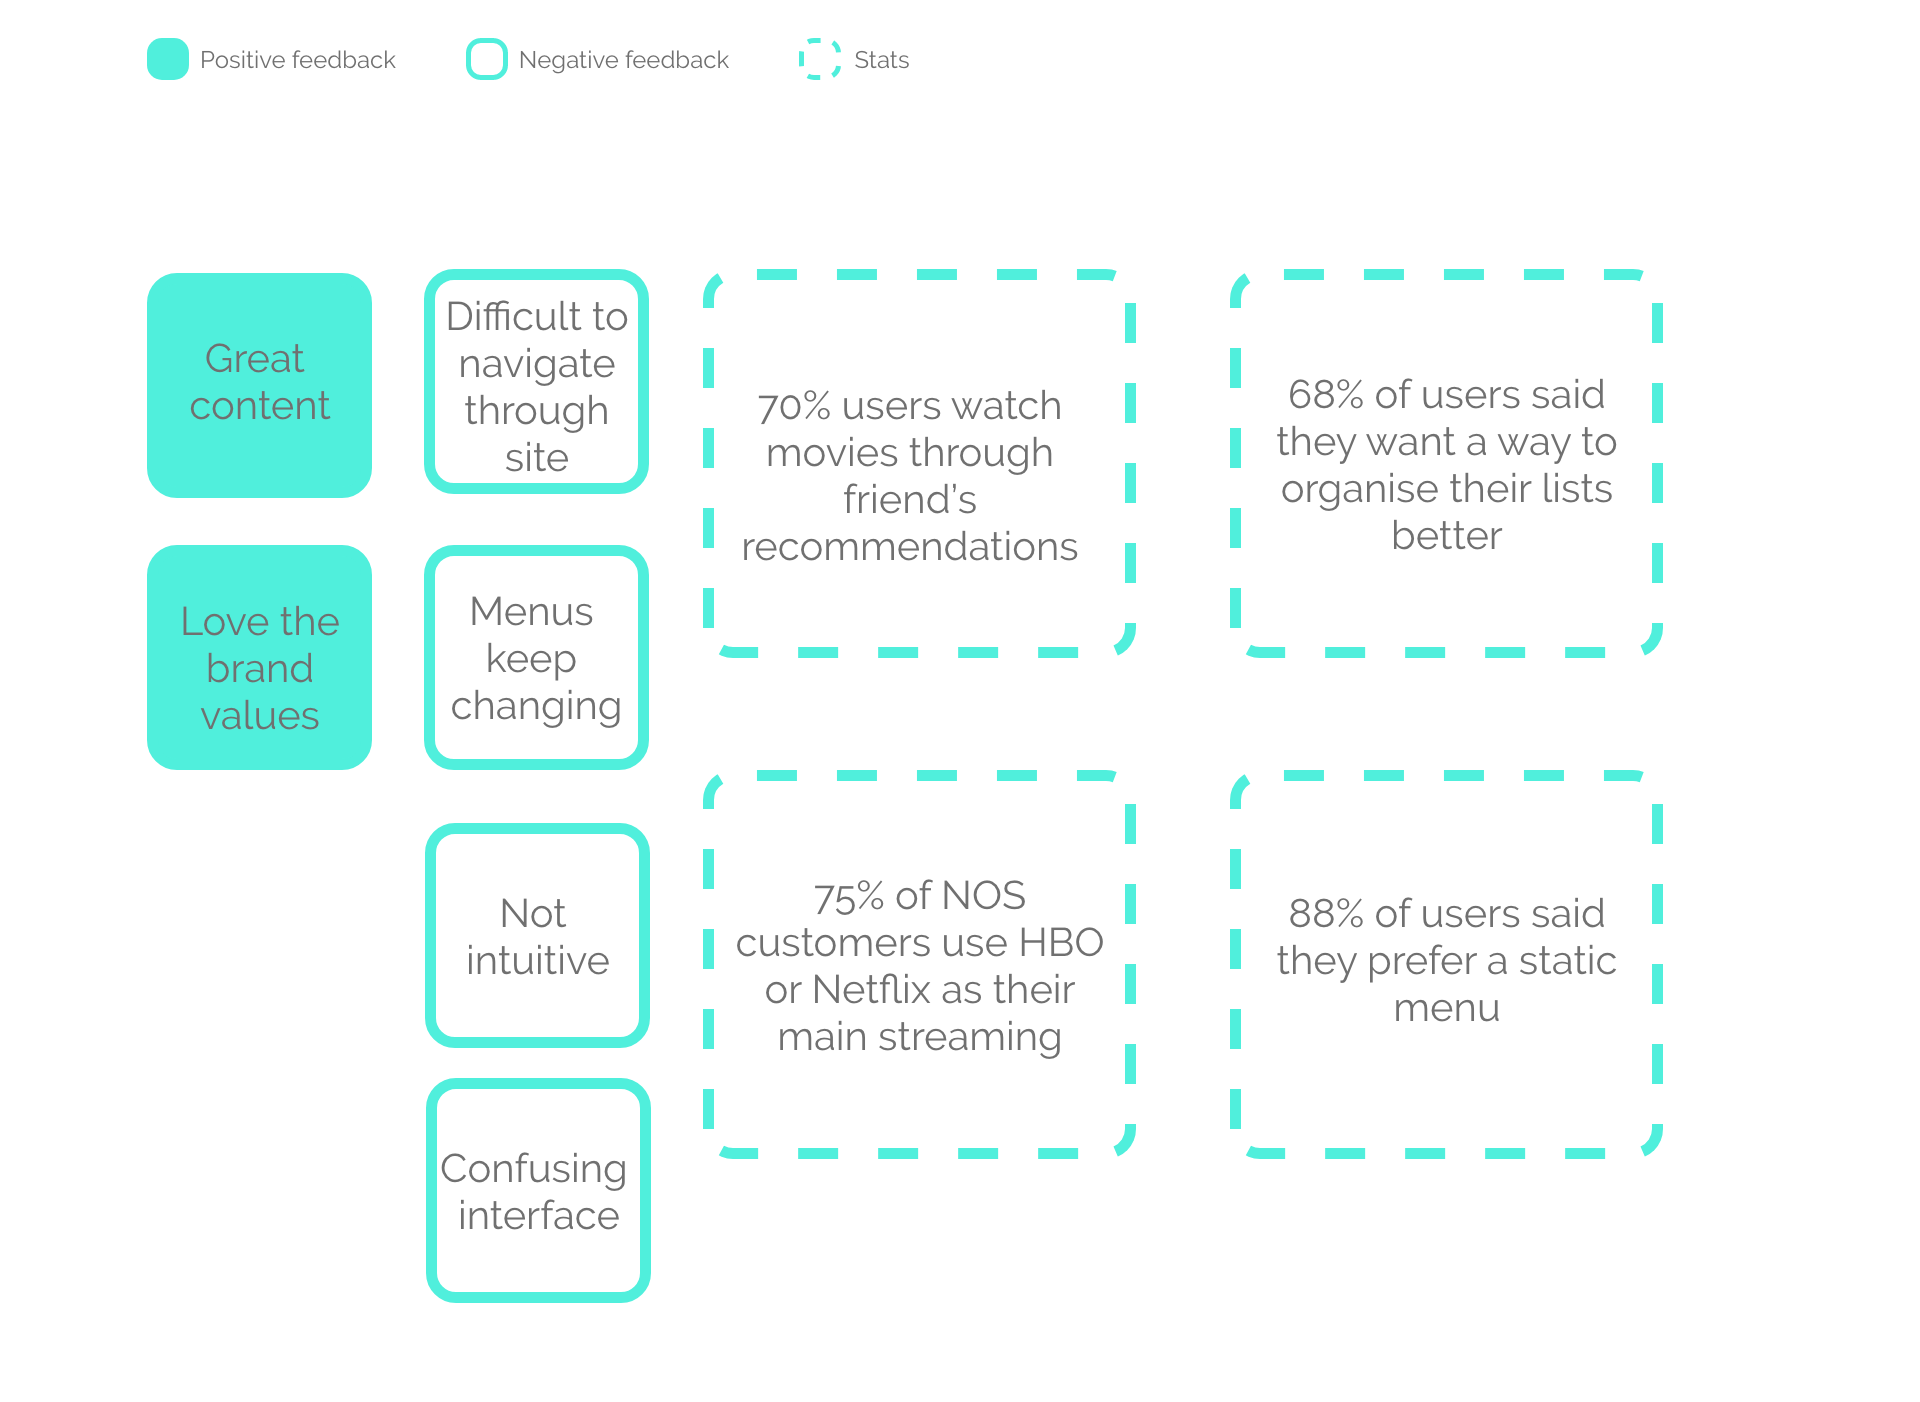 Positive feedback
Negative feedback
Stats
Great
content
Love the
brand
values
Difficult to
navigate
through
site
Menus
keep
changing
Not
intuitive
Confusing
interface
70% users watch
movies through
friend’s
recommendations
68% of users said
they want a way to
organise their lists
better
75% of NOS
customers use HBO
or Netflix as their
main streaming
88% of users said
they prefer a static
menu